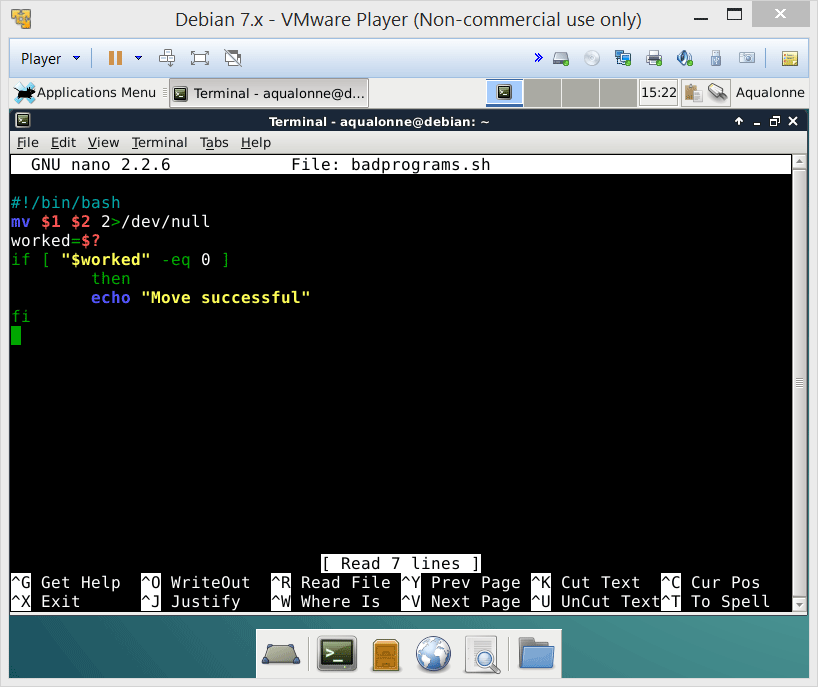 Debian 7.x - VMware Player (Non-commercial use only)
Player
Applications Menu
Terminal - aqualonne@d...
15:22
Aqualonne
Terminal - aqualonne@debian: ~
File Edit View Terminal Tabs Help
GNU nano 2.2.6 File: badprograms.sh
#!/bin/bash
mv $1 $2 2>/dev/null
worked=$?
if [ "$worked" -eq 0 ]
then
echo "Move successful"
fi
[ Read 7 lines ]
^G Get Help ^O WriteOut ^R Read File ^Y Prev Page ^K Cut Text ^C Cur Pos
^X Exit ^J Justify ^W Where Is ^V Next Page ^U UnCut Text ^T To Spell